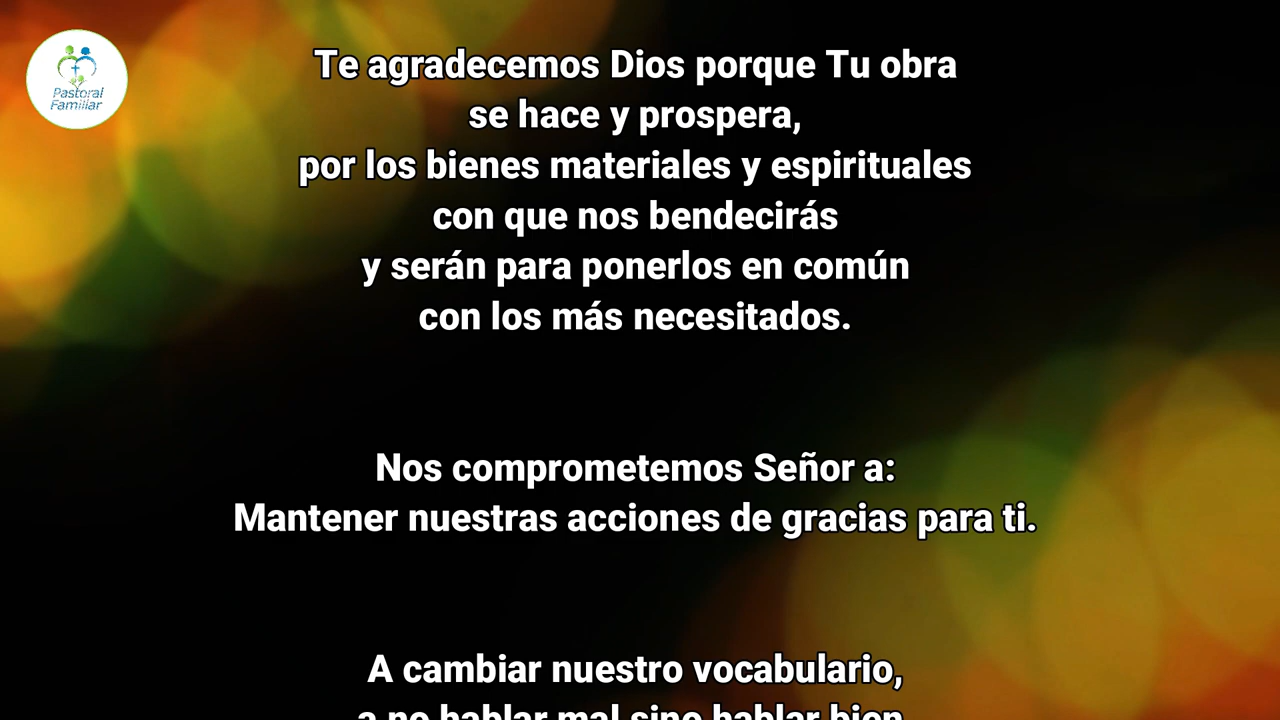 Pastoral
Familiar
Te agradecemos Dios porque Tu obra
se hace y prospera,
por los bienes materiales y espirituales
con que nos bendecirás
y serán para ponerlos en común
con los más necesitados.
Nos comprometemos Señor a:
Mantener nuestras acciones de gracias para ti.
A cambiar nuestro vocabulario,
a no hablar mal sino hablar bien